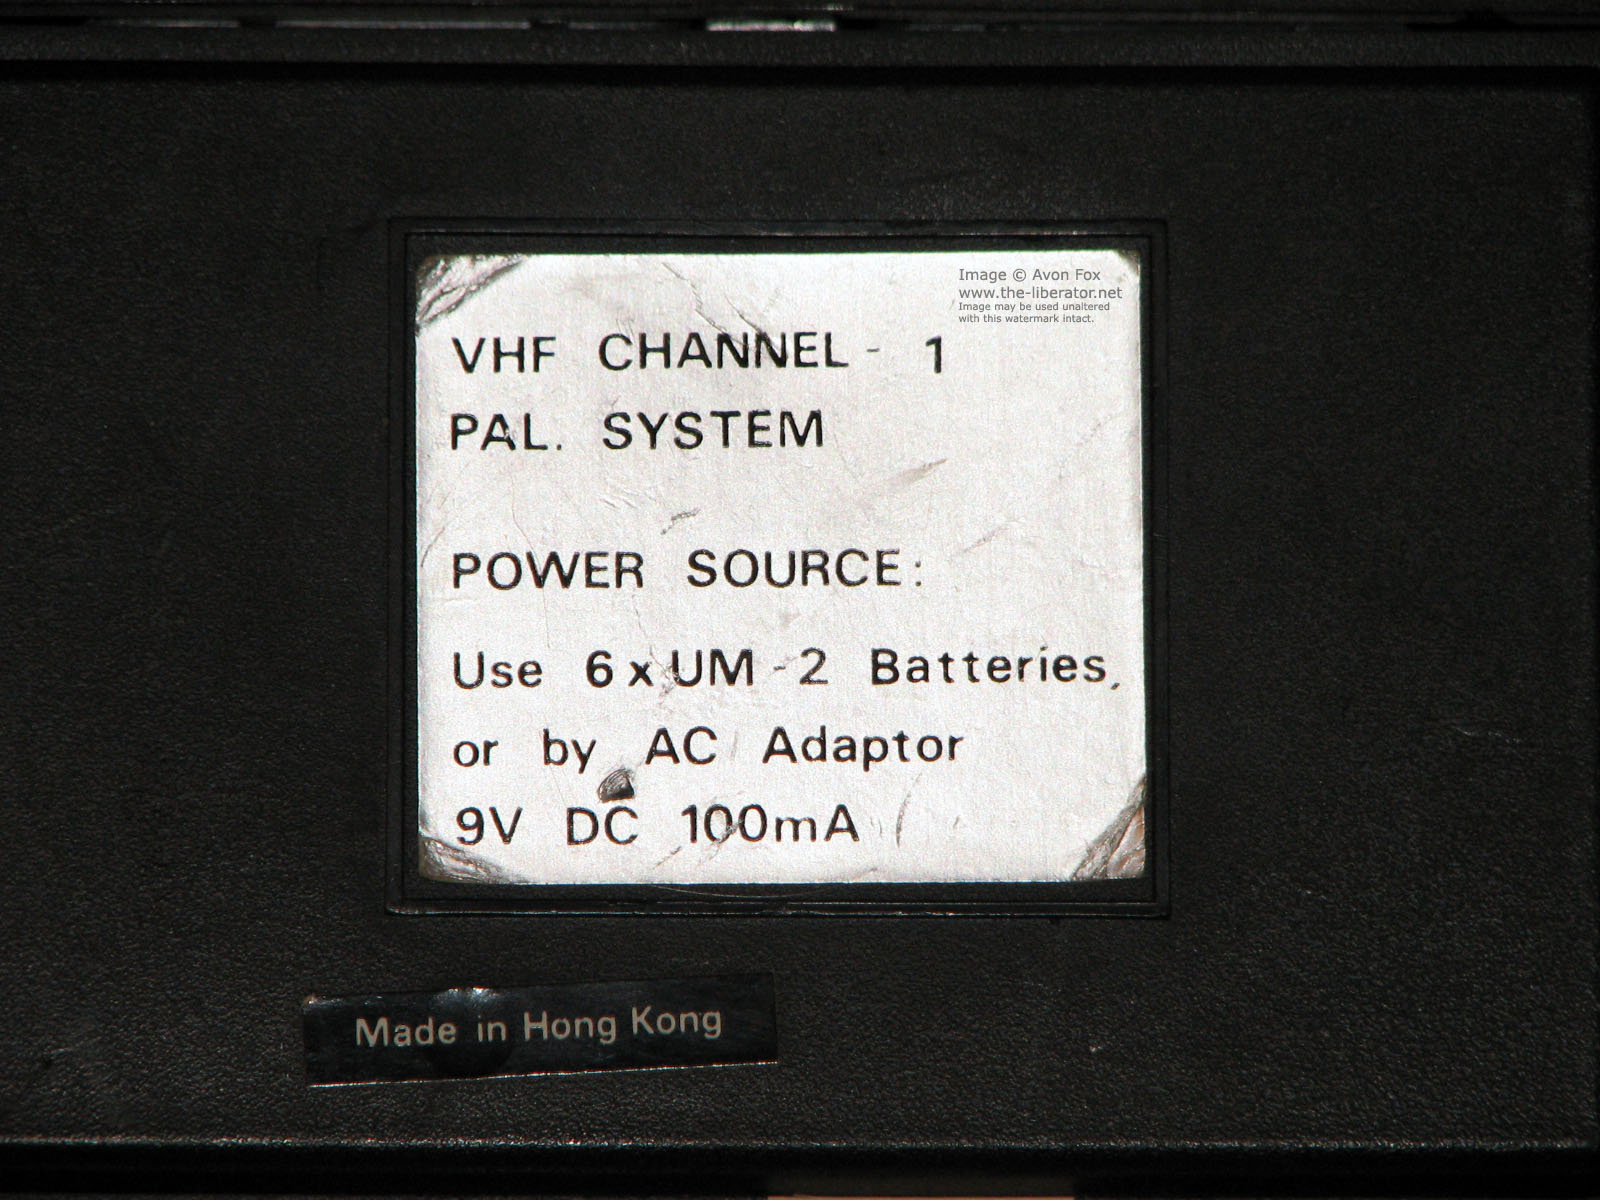 Image © Avon Fox
www.the-liberator.net
Image may be used unaltered
with this watermark intact.
VHF CHANNEL - 1
PAL. SYSTEM
POWER SOURCE:
Use 6 x UM - 2 Batteries,
or by AC Adaptor
9V DC 100mA
Made in Hong Kong